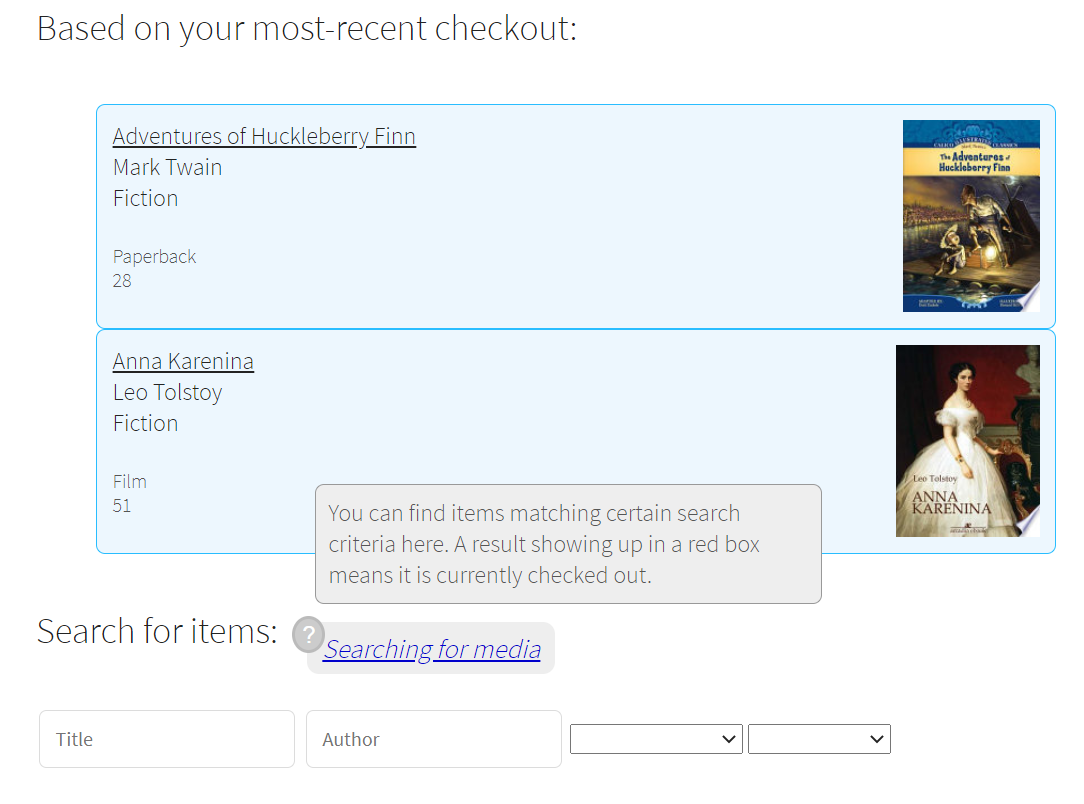 Based on your most-recent checkout:
Adventures of Huckleberry Finn
Mark Twain
Fiction
Paperback
28
CALICO ILLUSTRATED CLASSICS
The Adventures of
Huckleberry Finn
Anna Karenina
Leo Tolstoy
Fiction
Film
51
Leo Tolstoy
ANNA
KARENINA
You can find items matching certain search
criteria here. A result showing up in a red box
means it is currently checked out.
Search for items:
?
Searching for media
Title
Author